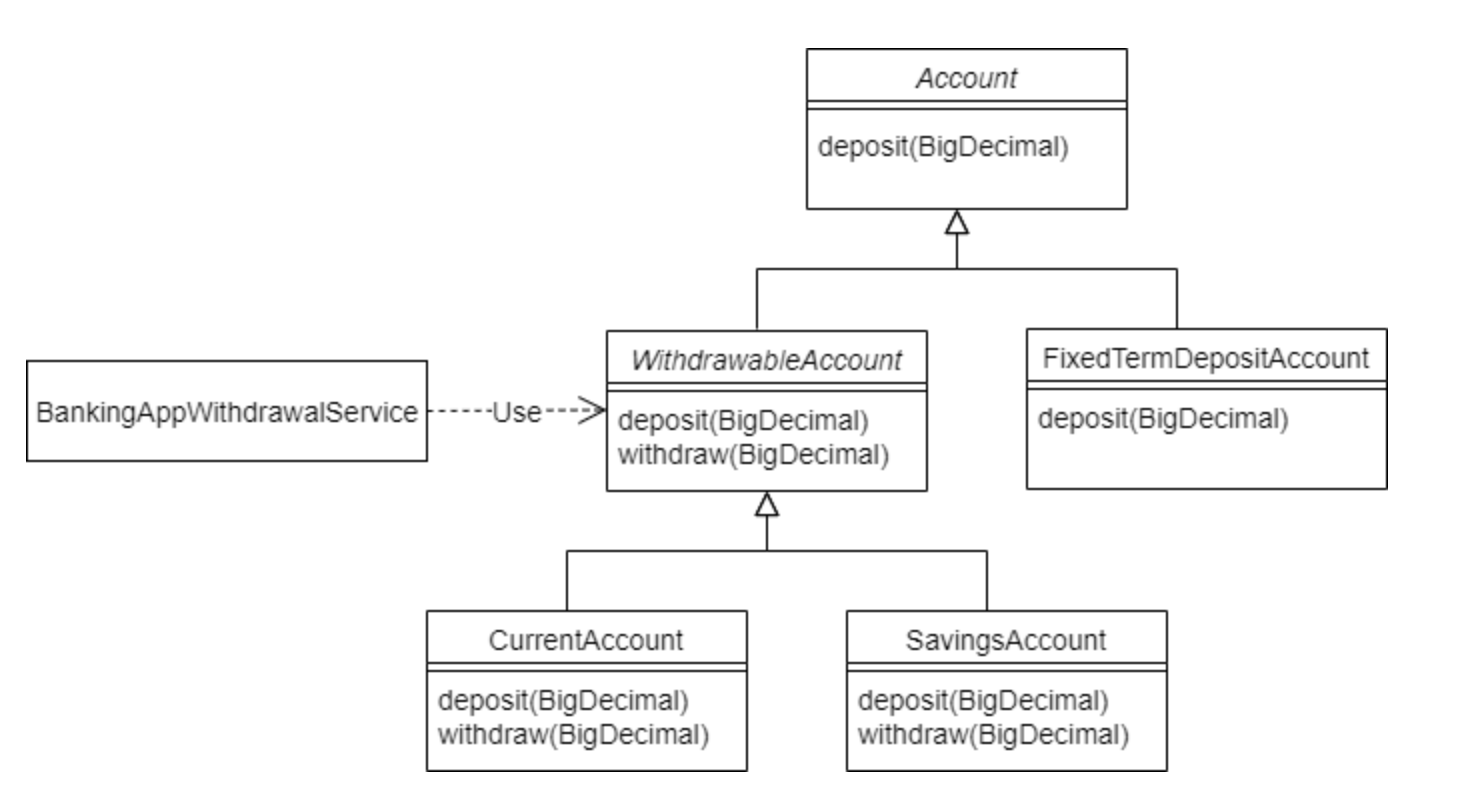 Account
deposit(BigDecimal)
WithdrawableAccount
deposit(BigDecimal)
withdraw(BigDecimal)
FixedTermDepositAccount
deposit(BigDecimal)
BankingAppWithdrawalService
Use
CurrentAccount
deposit(BigDecimal)
withdraw(BigDecimal)
SavingsAccount
deposit(BigDecimal)
withdraw(BigDecimal)